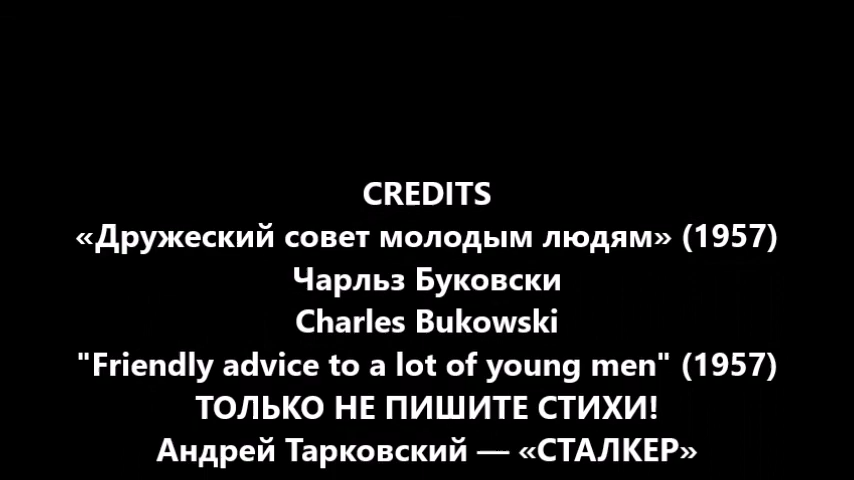 CREDITS
«Дружеский совет молодым людям» (1957)
Чарльз Буковски
Charles Bukowski
"Friendly advice to a lot of young men" (1957)
ТОЛЬКО НЕ ПИШИТЕ СТИХИ!
Андрей Тарковский — «СТАЛКЕР»